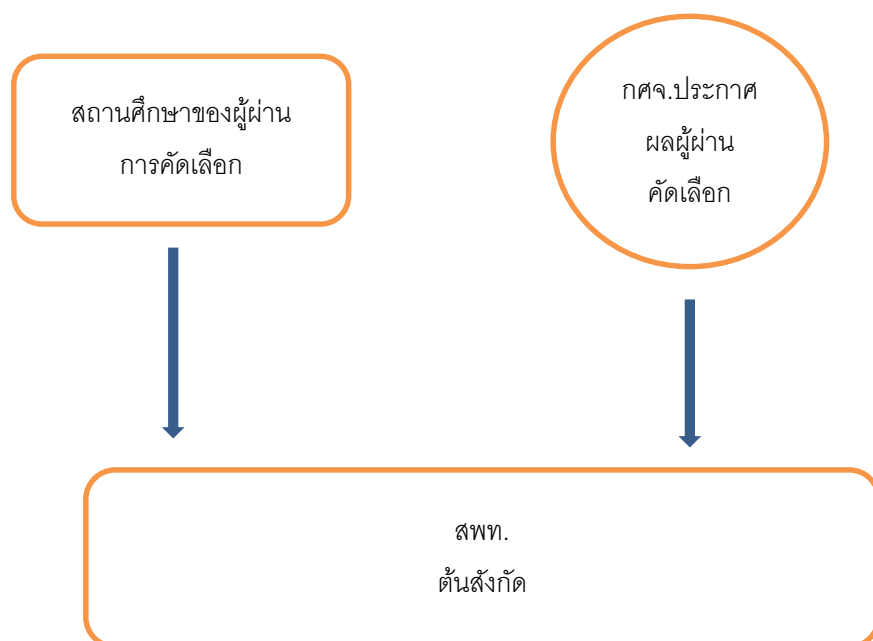 สถานศึกษาของผู้ผ่าน
การคัดเลือก
กศจ.ประกาศ
ผลผู้ผ่าน
คัดเลือก
สพท.
ต้นสังกัด